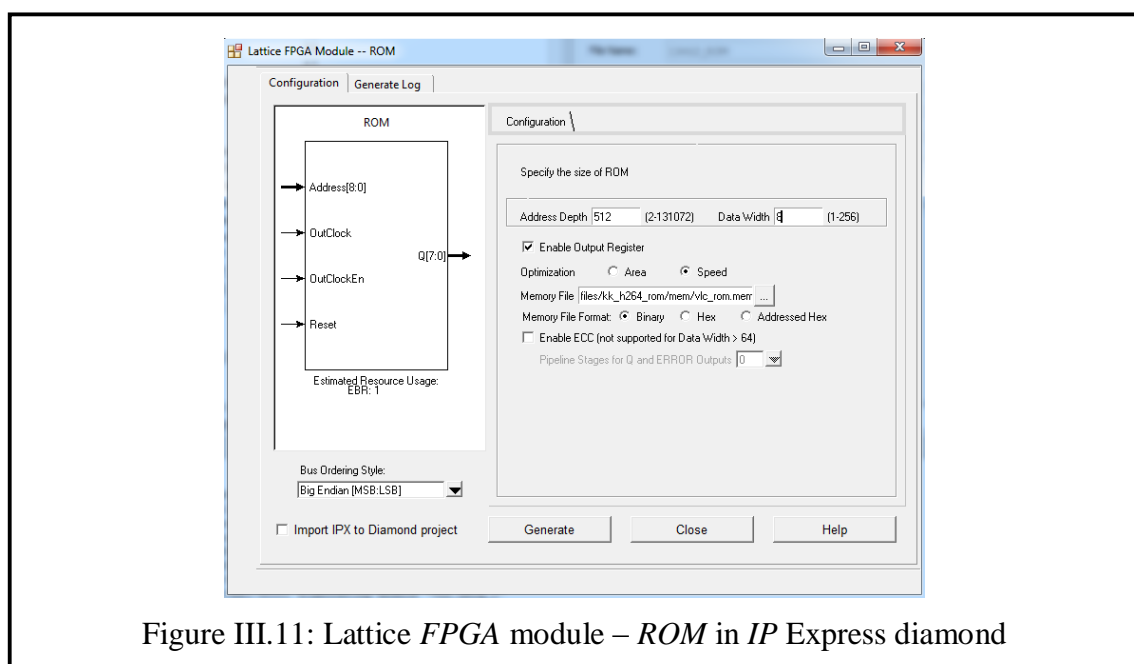 Lattice FPGA Module -- ROM
Configuration
Generate Log
ROM
Address[8:0]
OutClock
OutClockEn
Reset
Q[7:0]
Estimated Resource Usage:
EBR: 1
Bus Ordering Style:
Big Endian [MSB:LSB]
Import IPX to Diamond project
Configuration
Specify the size of ROM
Address Depth 512 (2-131072) Data Width 8 (1-256)
Enable Output Register
Optimization Area Speed
Memory File files/kk_h264_rom/mem/vlc_rom.mem ...
Memory File Format: Binary Hex Addressed Hex
Enable ECC (not supported for Data Width > 64)
Pipeline Stages for Q and ERROR Outputs 0
Generate Close Help
Figure III.11: Lattice FPGA module – ROM in IP Express diamond